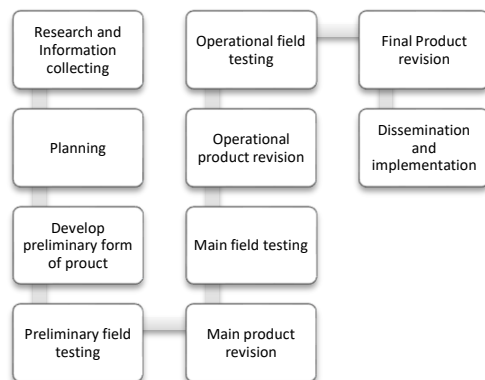 Research and
Information
collecting
Planning
Develop
preliminary form
of prouct
Preliminary field
testing
Main product
revision
Main field testing
Operational
product revision
Operational field
testing
Final Product
revision
Dissemination
and
implementation